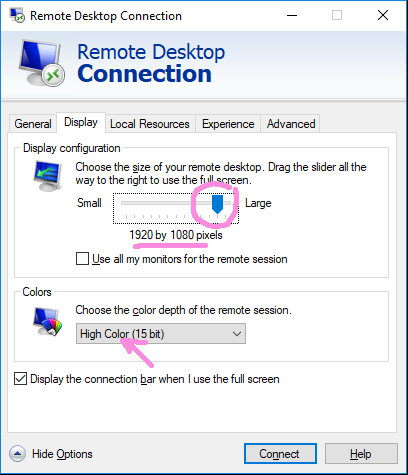 Remote Desktop Connection
Remote Desktop
Connection
General Display Local Resources Experience Advanced
Display configuration
Choose the size of your remote desktop. Drag the slider all the
way to the right to use the full screen.
Small Large
1920 by 1080 pixels
Use all my monitors for the remote session
Colors
Choose the color depth of the remote session.
High Color (15 bit)
Display the connection bar when I use the full screen
Hide Options Connect Help